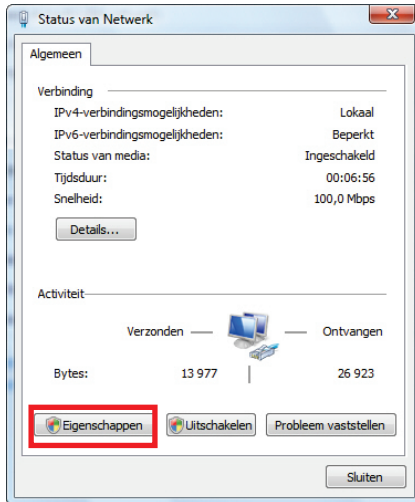 Status van Netwerk
Algemeen
Verbinding
IPv4-verbindingsmogelijkheden: Lokaal
IPv6-verbindingsmogelijkheden: Beperkt
Status van media: Ingeschakeld
Tijdsduur: 00:06:56
Snelheid: 100,0 Mbps
Details...
Activiteit
Verzonden Ontvangen
Bytes: 13 977 26 923
Eigenschappen Uitschakelen Probleem vaststellen
Sluiten